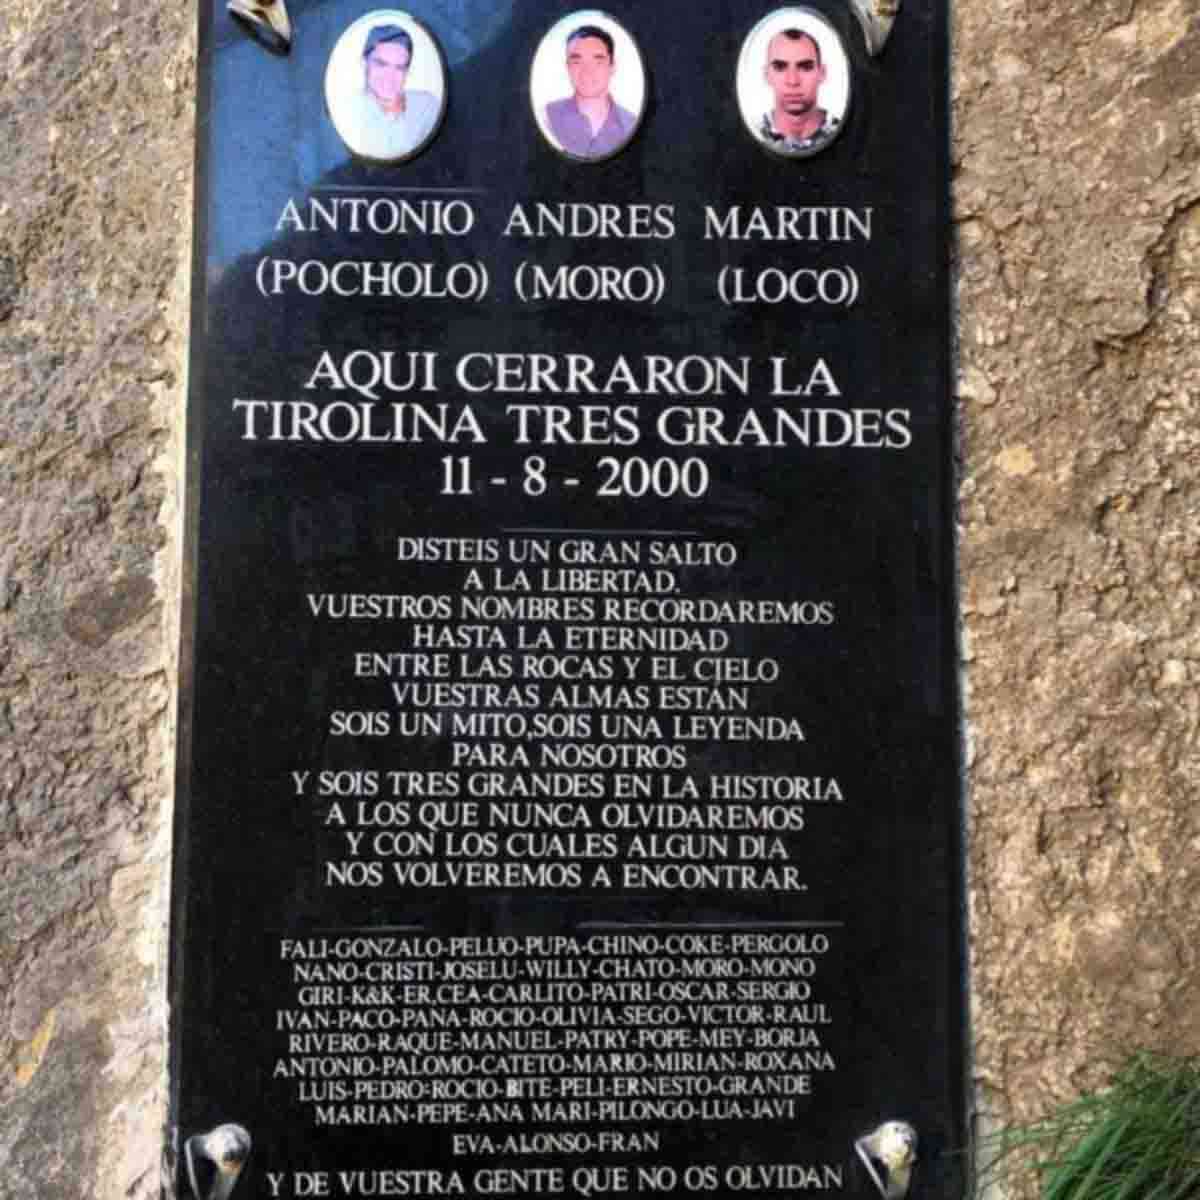 ANTONIO ANDRES MARTIN
(POCHOLO) (MORO) (LOCO)
AQUI CERRARON LA
TIROLINA TRES GRANDES
11 - 8 - 2000
DISTEIS UN GRAN SALTO
A LA LIBERTAD.
VUESTROS NOMBRES RECORDAREMOS
HASTA LA ETERNIDAD
ENTRE LAS ROCAS Y EL CIELO
VUESTRAS ALMAS ESTÁN
SOIS UN MITO,SOIS UNA LEYENDA
PARA NOSOTROS
Y SOIS TRES GRANDES EN LA HISTORIA
A LOS QUE NUNCA OLVIDAREMOS
Y CON LOS CUALES ALGUN DIA
NOS VOLVEREMOS A ENCONTRAR.
FALI-GONZALO-PELUO-PUPA-CHINO-COKE-PERGOLO
NANO-CRISTI-JOSELU-WILLY-CHATO-MORO-MONO
GIRI-K&K-ER,CEA-CARLITO-PATRI-OSCAR-SERGIO
IVAN-PACO-PANA-ROCIO-OLIVIA-SEGO-VICTOR-RAUL
RIVERO-RAQUE-MANUEL-PATRY-POPE-MEY-BORJA
ANTONIO-PALOMO-CATETO-MARIO-MIRIAN-ROXANA
LUIS-PEDRO-ROCIO-BITE-PELI-ERNESTO-GRANDE
MARIAN-PEPE-ANA MARI-PILONGO-LUA-JAVI
EVA-ALONSO-FRAN
Y DE VUESTRA GENTE QUE NO OS OLVIDAN